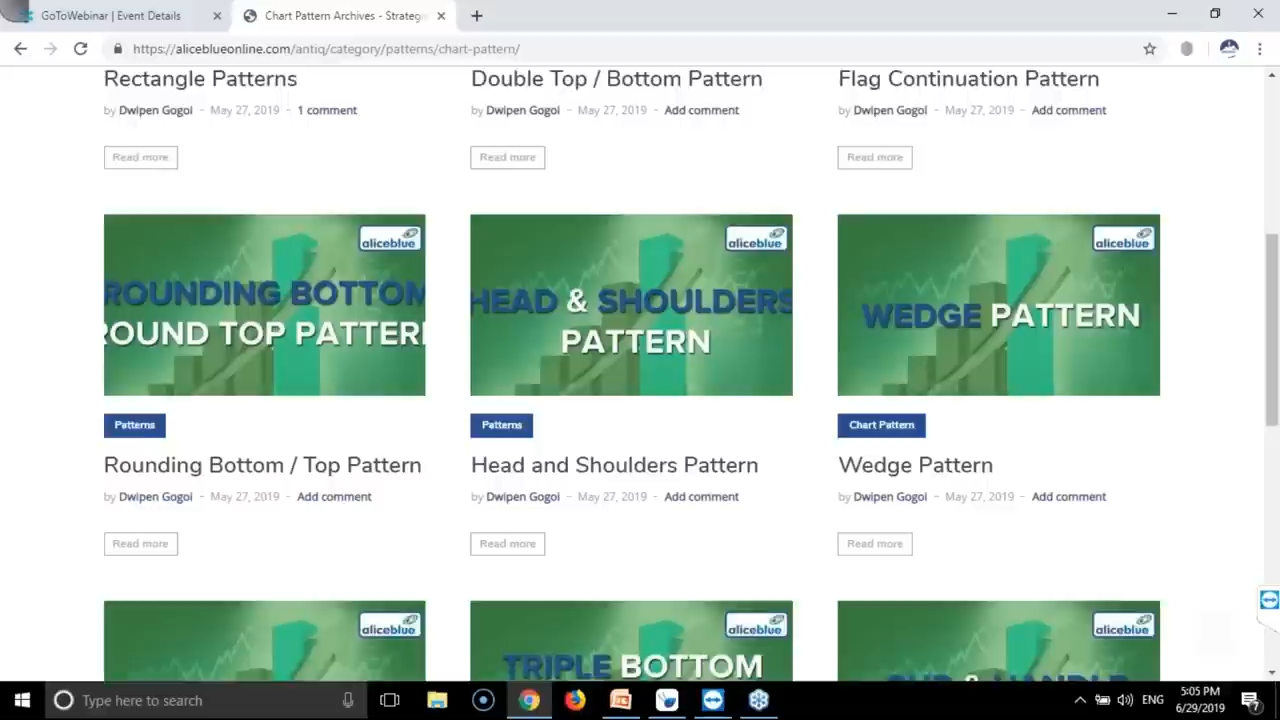 GoToWebinar | Event Details
Chart Pattern Archives - Strateg
https://aliceblueonline.com/antiq/category/patterns/chart-pattern/
Rectangle Patterns
by Dwipen Gogoi - May 27, 2019 - 1 comment
Read more
Double Top / Bottom Pattern
by Dwipen Gogoi - May 27, 2019 - Add comment
Read more
Flag Continuation Pattern
by Dwipen Gogoi - May 27, 2019 - Add comment
Read more
aliceblue
ROUNDING BOTTOM
ROUND TOP PATTERN
Patterns
Rounding Bottom / Top Pattern
by Dwipen Gogoi - May 27, 2019 - Add comment
Read more
aliceblue
HEAD & SHOULDERS
PATTERN
Patterns
Head and Shoulders Pattern
by Dwipen Gogoi - May 27, 2019 - Add comment
Read more
aliceblue
WEDGE PATTERN
Chart Pattern
Wedge Pattern
by Dwipen Gogoi - May 27, 2019 - Add comment
Read more
aliceblue
aliceblue
TRIPLE BOTTOM
aliceblue
CUP & HANDLE
Type here to search
ENG
5:05 PM
6/29/2019
7